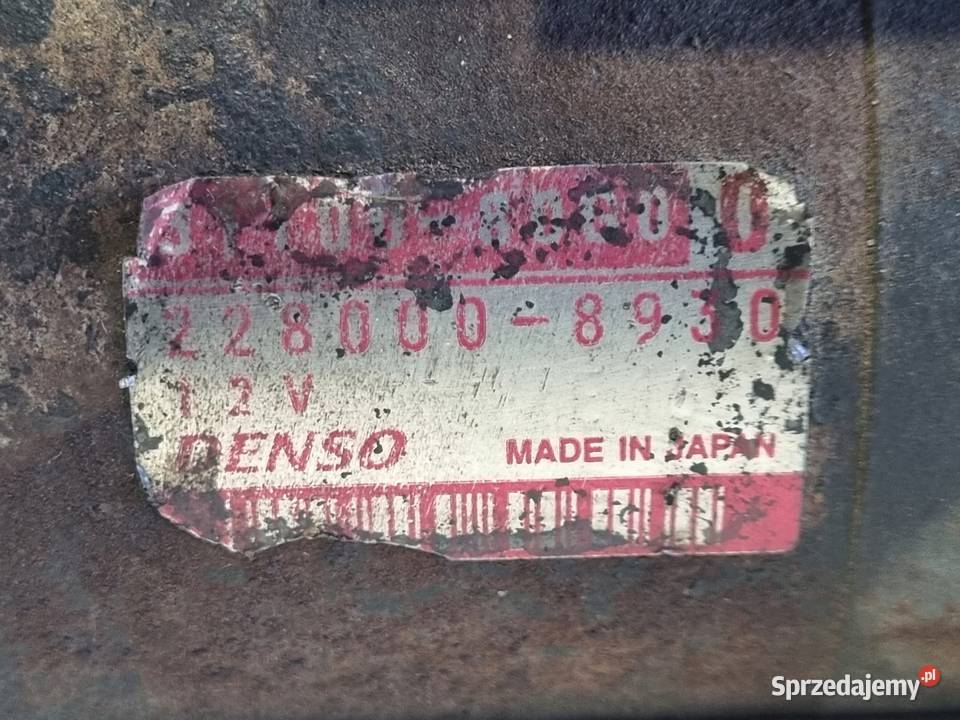 228000-8930
12V
DENSO
MADE IN JAPAN
Sprzedajemy.pl